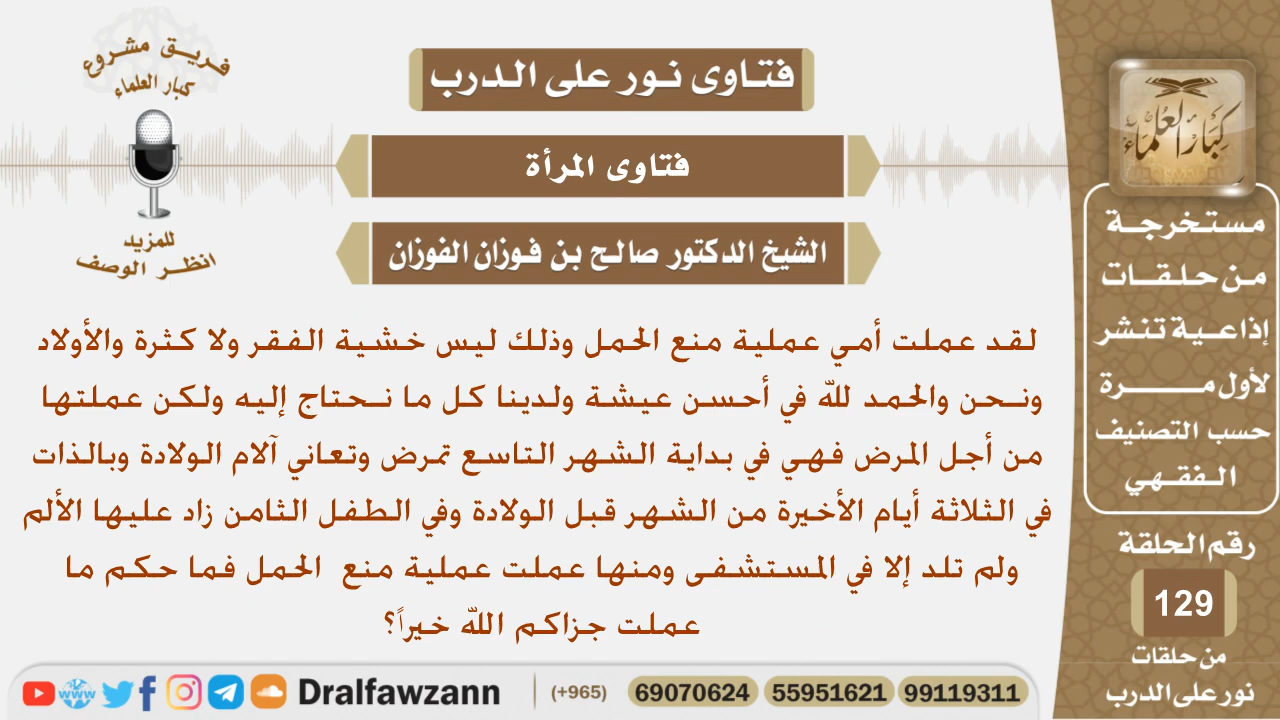 فريق مشروع
كبار العلماء
للمزيد
انظر الوصف
فتاوى نور على الدرب
فتاوى المرأة
الشيخ الدكتور صالح بن فوزان الفوزان
لقد عملت أمي عملية منع الحمل وذلك ليس خشية الفقر ولا كثرة والأولاد
ونحن والحمد لله في أحسن عيشة ولدينا كل ما نحتاج إليه ولكن عملتها
من أجل المرض فهي في بداية الشهر التاسع تمرض وتعاني آلام الولادة وبالذات
في الثلاثة أيام الأخيرة من الشهر قبل الولادة وفي الطفل الثامن زاد عليها الألم
ولم تلد إلا في المستشفى ومنها عملت عملية منع الحمل فما حكم ما
عملت جزاكم الله خيراً؟
كبار العلماء
مستخرجة
من حلقات
إذاعية تنشر
لأول مرة
حسب التصنيف
الفقهي
رقم الحلقة
129
من حلقات
نور على الدرب
www
Dralfawzann
(+965) 69070624 55951621 99119311